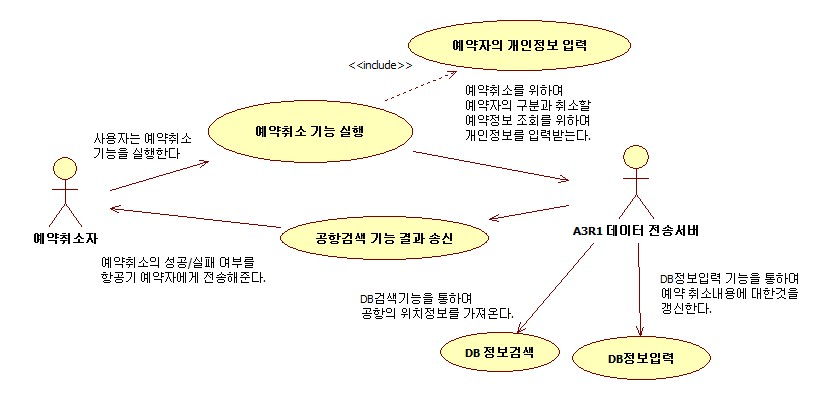 예약자의 개인정보 입력
<<include>>
예약취소를 위하며
예약자의 구분과 취소할
예약정보 조회를 위하며
개인정보를 입력받는다.
예약취소 기능 실행
사용자는 예약취소
기능을 실행한다
예약취소자
공항검색 기능 결과 송신
A3R1 데이터 전송서버
예약취소의 성공/실패 여부를
항공기 예약자에게 전송해준다.
DB검색기능을 통하며
공항의 위치정보를 가져온다.
DB정보입력 기능을 통하며
예약 취소내용에 대한것을
갱신한다.
DB 정보검색
DB정보입력